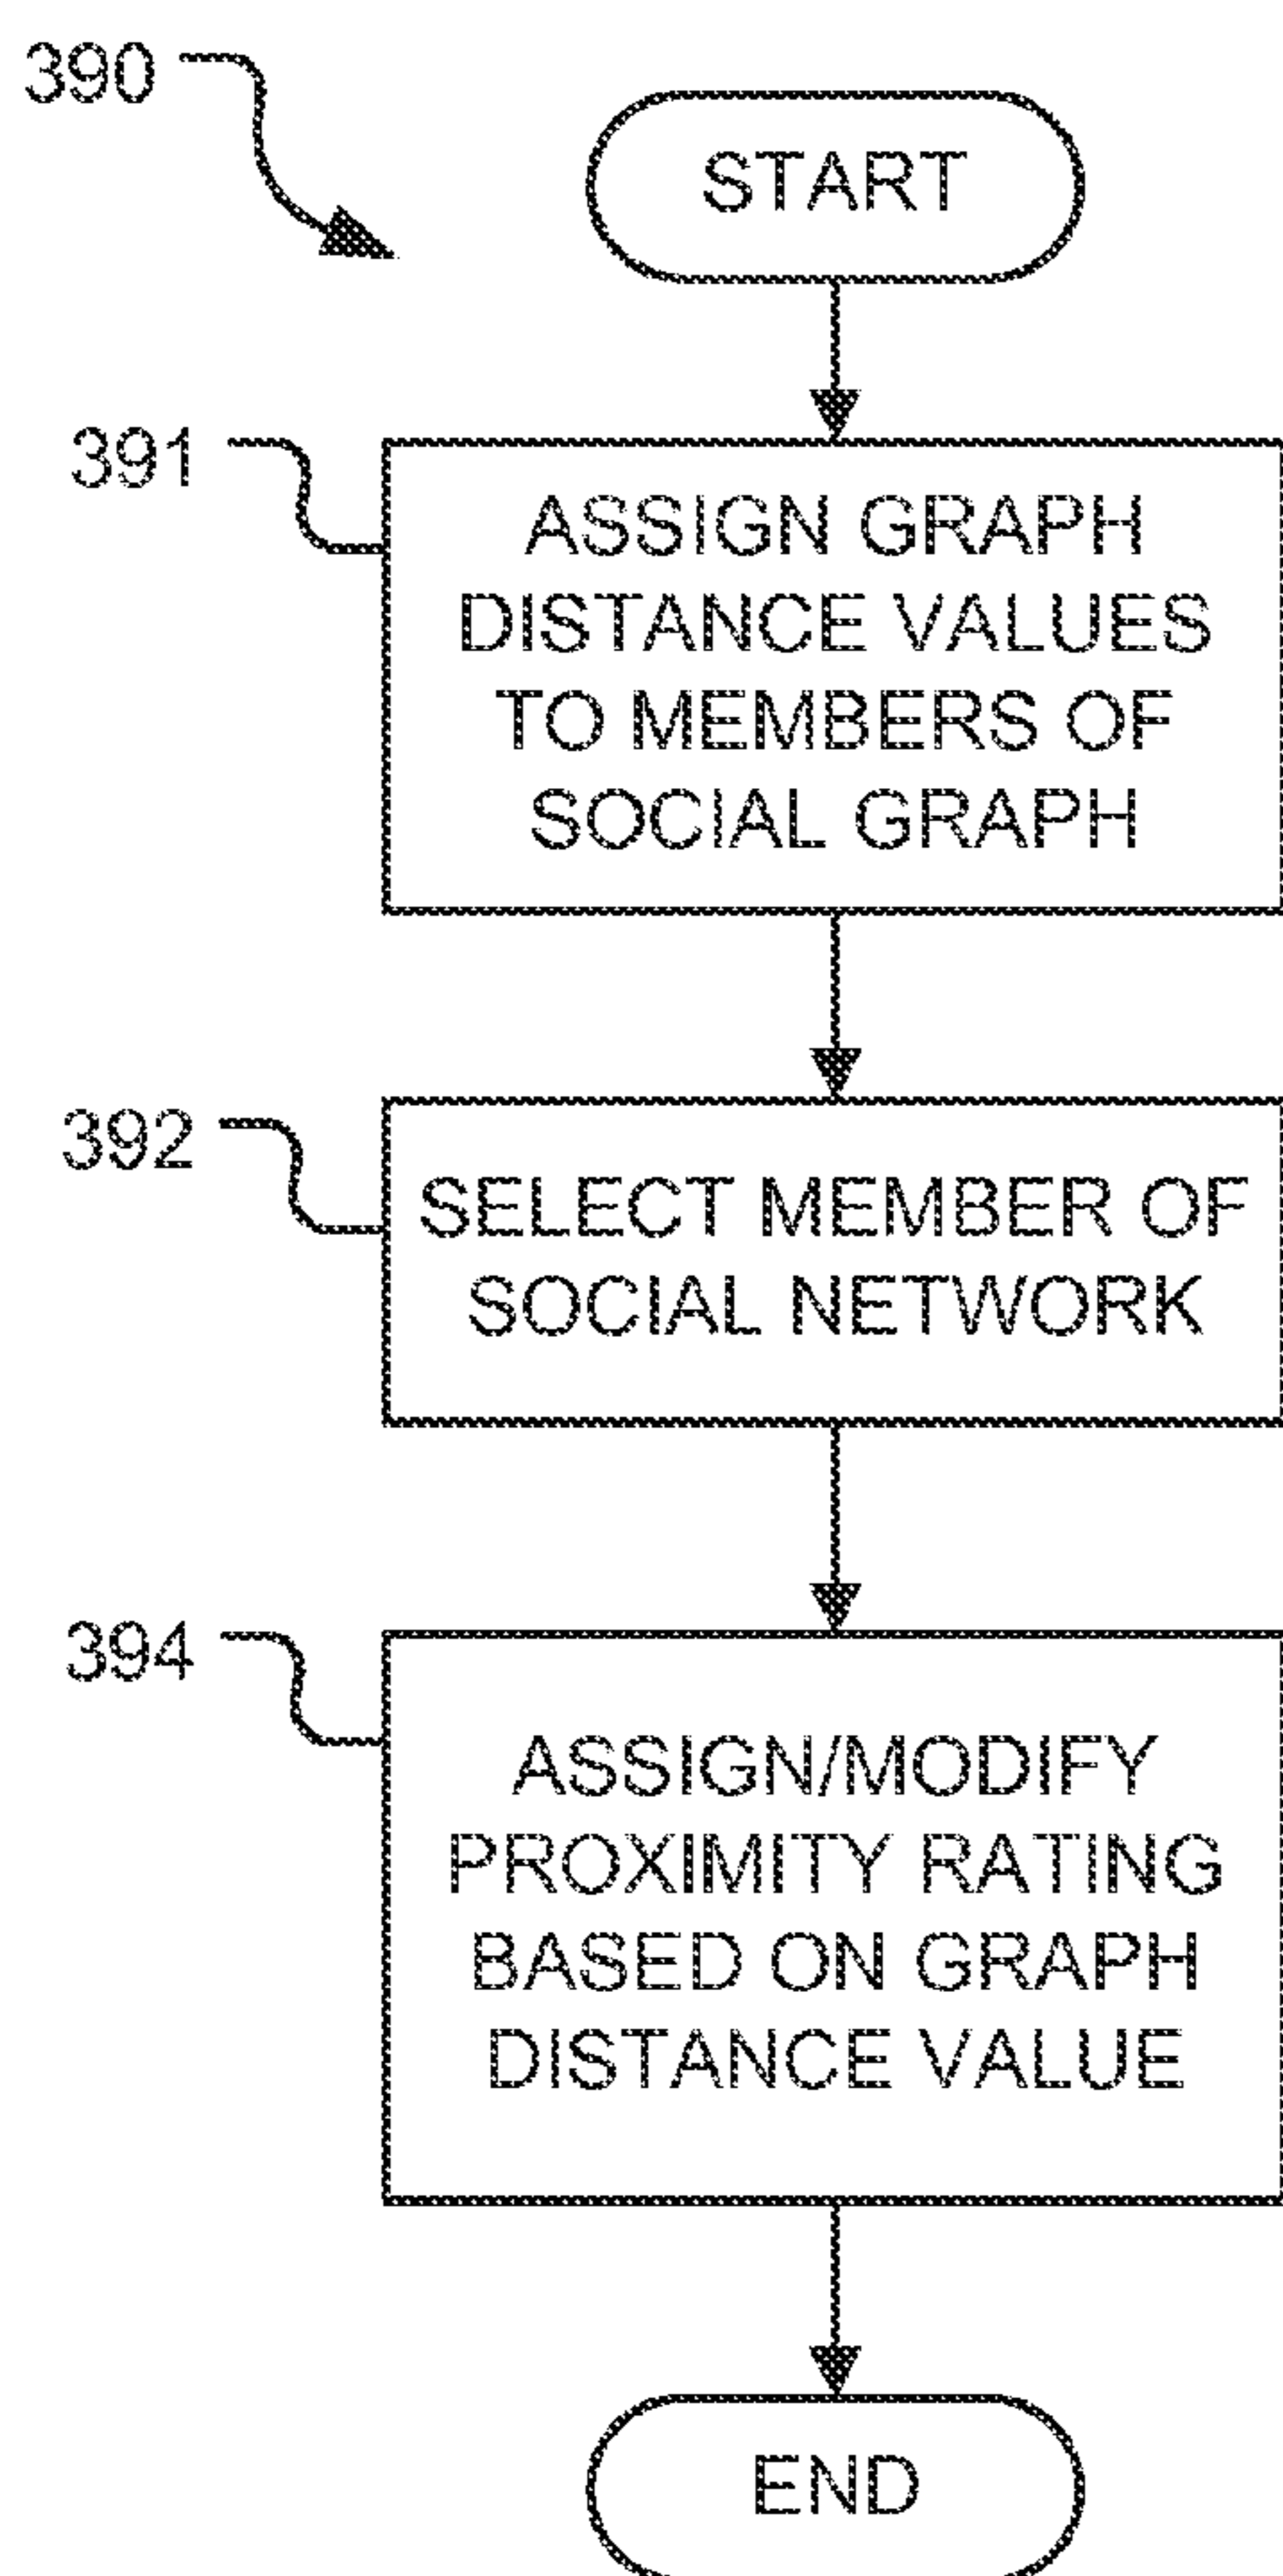 390
START
391
ASSIGN GRAPH
DISTANCE VALUES
TO MEMBERS OF
SOCIAL GRAPH
392
SELECT MEMBER OF
SOCIAL NETWORK
394
ASSIGN/MODIFY
PROXIMITY RATING
BASED ON GRAPH
DISTANCE VALUE
END